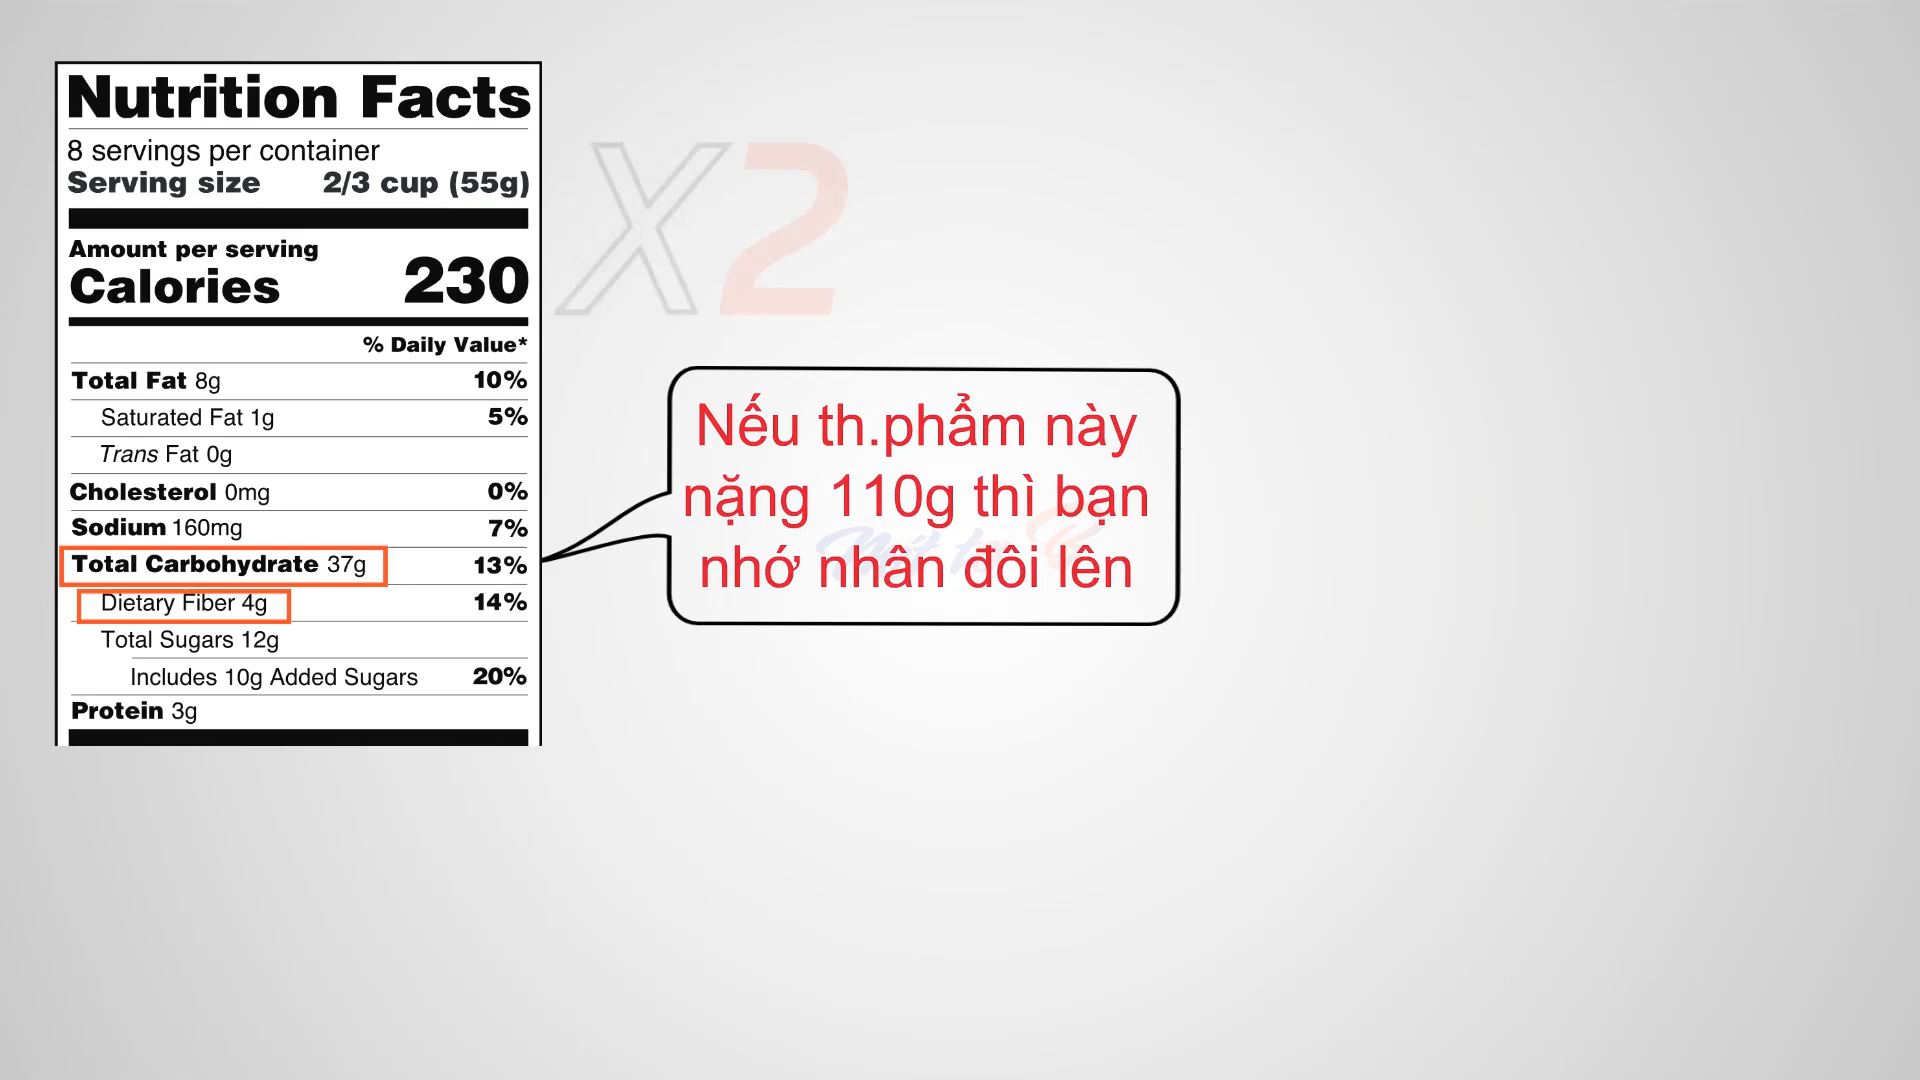 Nutrition Facts
8 servings per container
Serving size 2/3 cup (55g)
Amount per serving
Calories 230
% Daily Value*
Total Fat 8g 10%
Saturated Fat 1g 5%
Trans Fat 0g
Cholesterol 0mg 0%
Sodium 160mg 7%
Total Carbohydrate 37g 13%
Dietary Fiber 4g 14%
Total Sugars 12g
Includes 10g Added Sugars 20%
Protein 3g
X2
Nếu th.phẩm này
nặng 110g thì bạn
nhớ nhân đôi lên